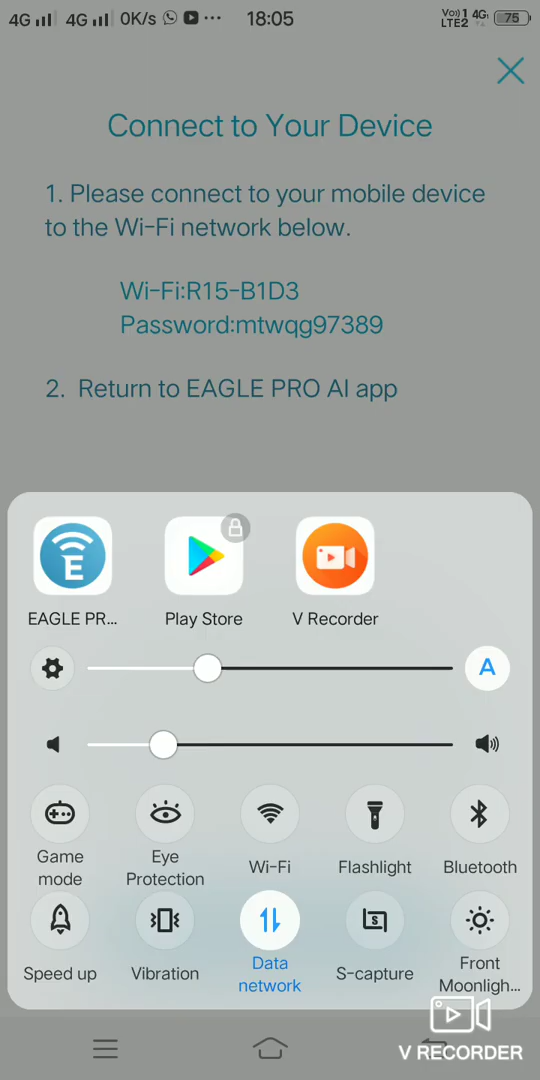 4G 4G 0K/s 18:05 VoI)1 LTE2 4G 75
Connect to Your Device
1. Please connect to your mobile device
to the Wi-Fi network below.
Wi-Fi:R15-B1D3
Password:mtwqg97389
2. Return to EAGLE PRO AI app
EAGLE PR... Play Store V Recorder
A
Game mode
Eye Protection
Wi-Fi
Flashlight
Bluetooth
Speed up
Vibration
Data network
S-capture
Front Moonligh...
V RECORDER